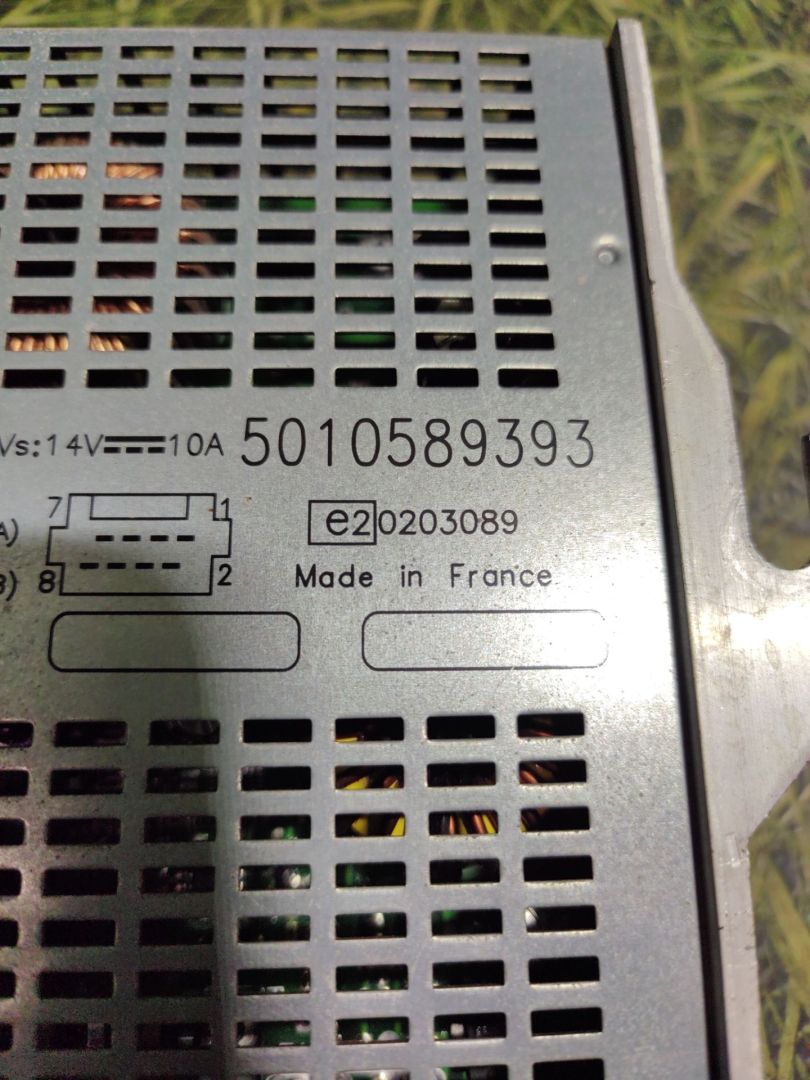 Vs:14V 10A 5010589393
7 1
A) e2 0203089
B) 8 2 Made in France